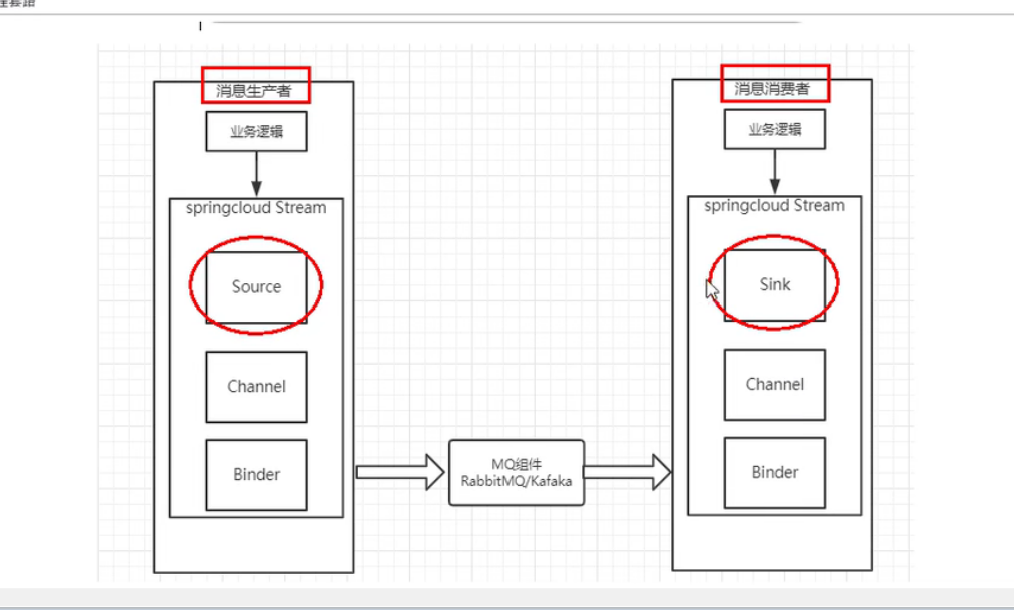 消息生产者
业务逻辑
springcloud Stream
Source
Channel
Binder
MQ组件
RabbitMQ/Kafaka
消息消费者
业务逻辑
springcloud Stream
Sink
Channel
Binder